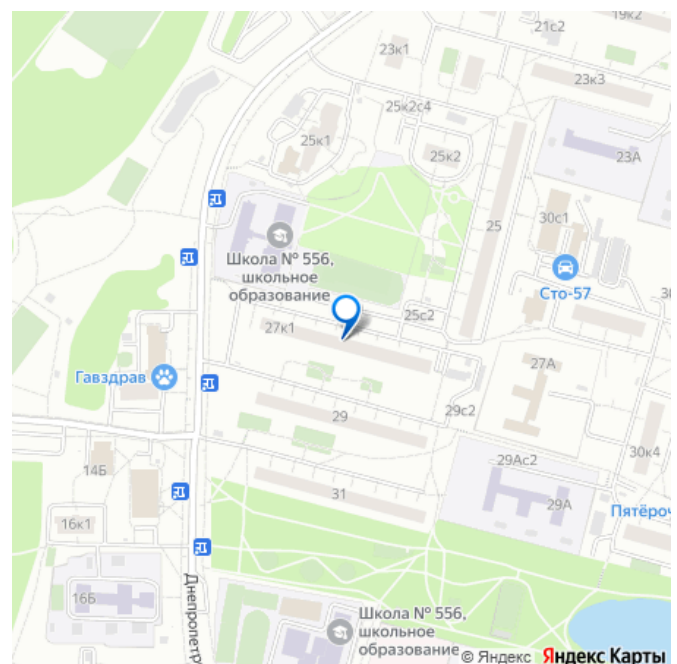 19к2
21с2
23к1
23к3
25к2с4
25к1
25к2
23А
25
30с1
Школа № 556,
школьное
образование
Сто-57
25с2
27к1
27А
Гавздрав
29
29с2
30к4
14Б
29Ас2
31
29А
Пятёроч
16к1
16Б
Днепропетр
Школа № 556,
школьное
образование
© Яндекс Яндекс Карты